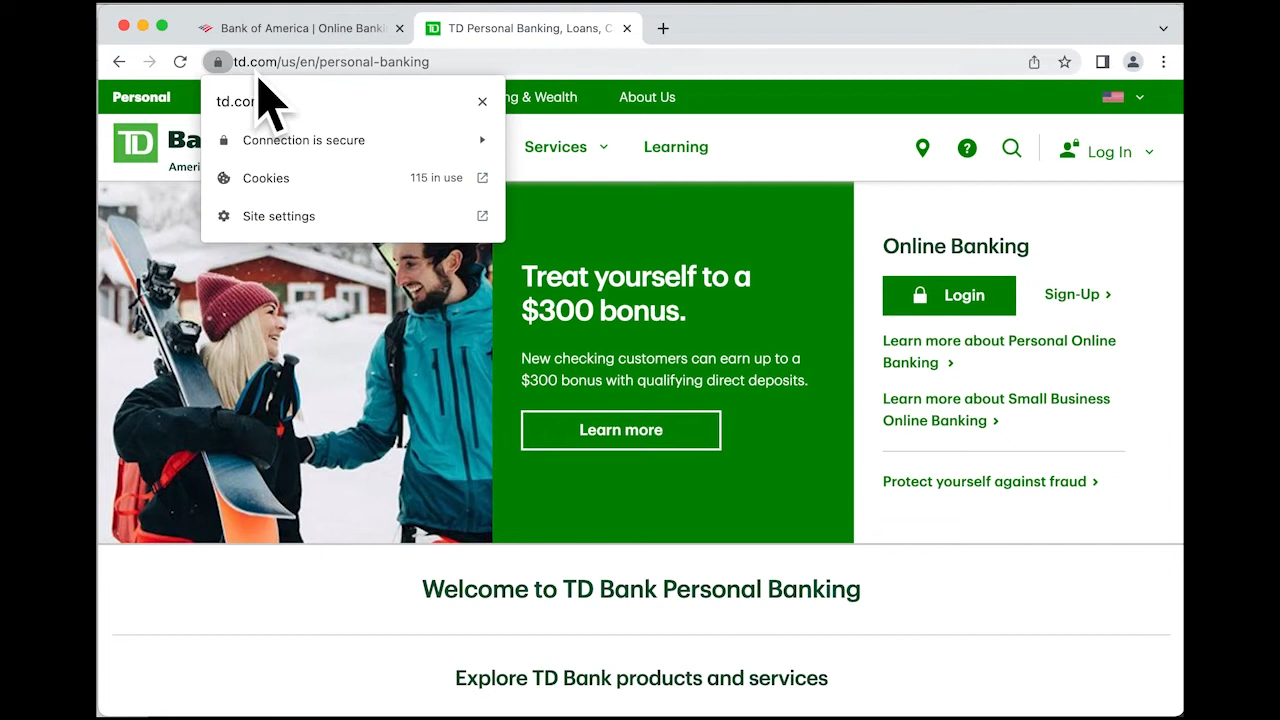 Bank of America | Online Bankin
TD
TD Personal Banking, Loans, C
td.com/us/en/personal-banking
td.co
Connection is secure
Cookies
115 in use
Site settings
Personal
ng & Wealth
About Us
TD
Ba
Ameri
Services
Learning
?
Log In
Treat yourself to a
$300 bonus.
New checking customers can earn up to a
$300 bonus with qualifying direct deposits.
Learn more
Online Banking
Login
Sign-Up ›
Learn more about Personal Online
Banking ›
Learn more about Small Business
Online Banking ›
Protect yourself against fraud ›
Welcome to TD Bank Personal Banking
Explore TD Bank products and services